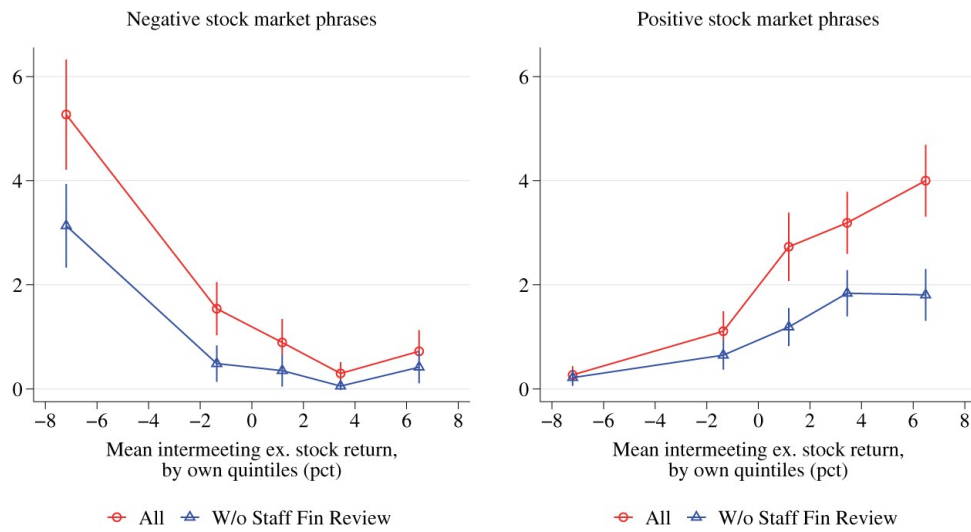 Negative stock market phrases
6
4
2
0
−8 −6 −4 −2 0 2 4 6 8
Mean intermeeting ex. stock return,
by own quintiles (pct)
All W/o Staff Fin Review
Positive stock market phrases
6
4
2
0
−8 −6 −4 −2 0 2 4 6 8
Mean intermeeting ex. stock return,
by own quintiles (pct)
All W/o Staff Fin Review